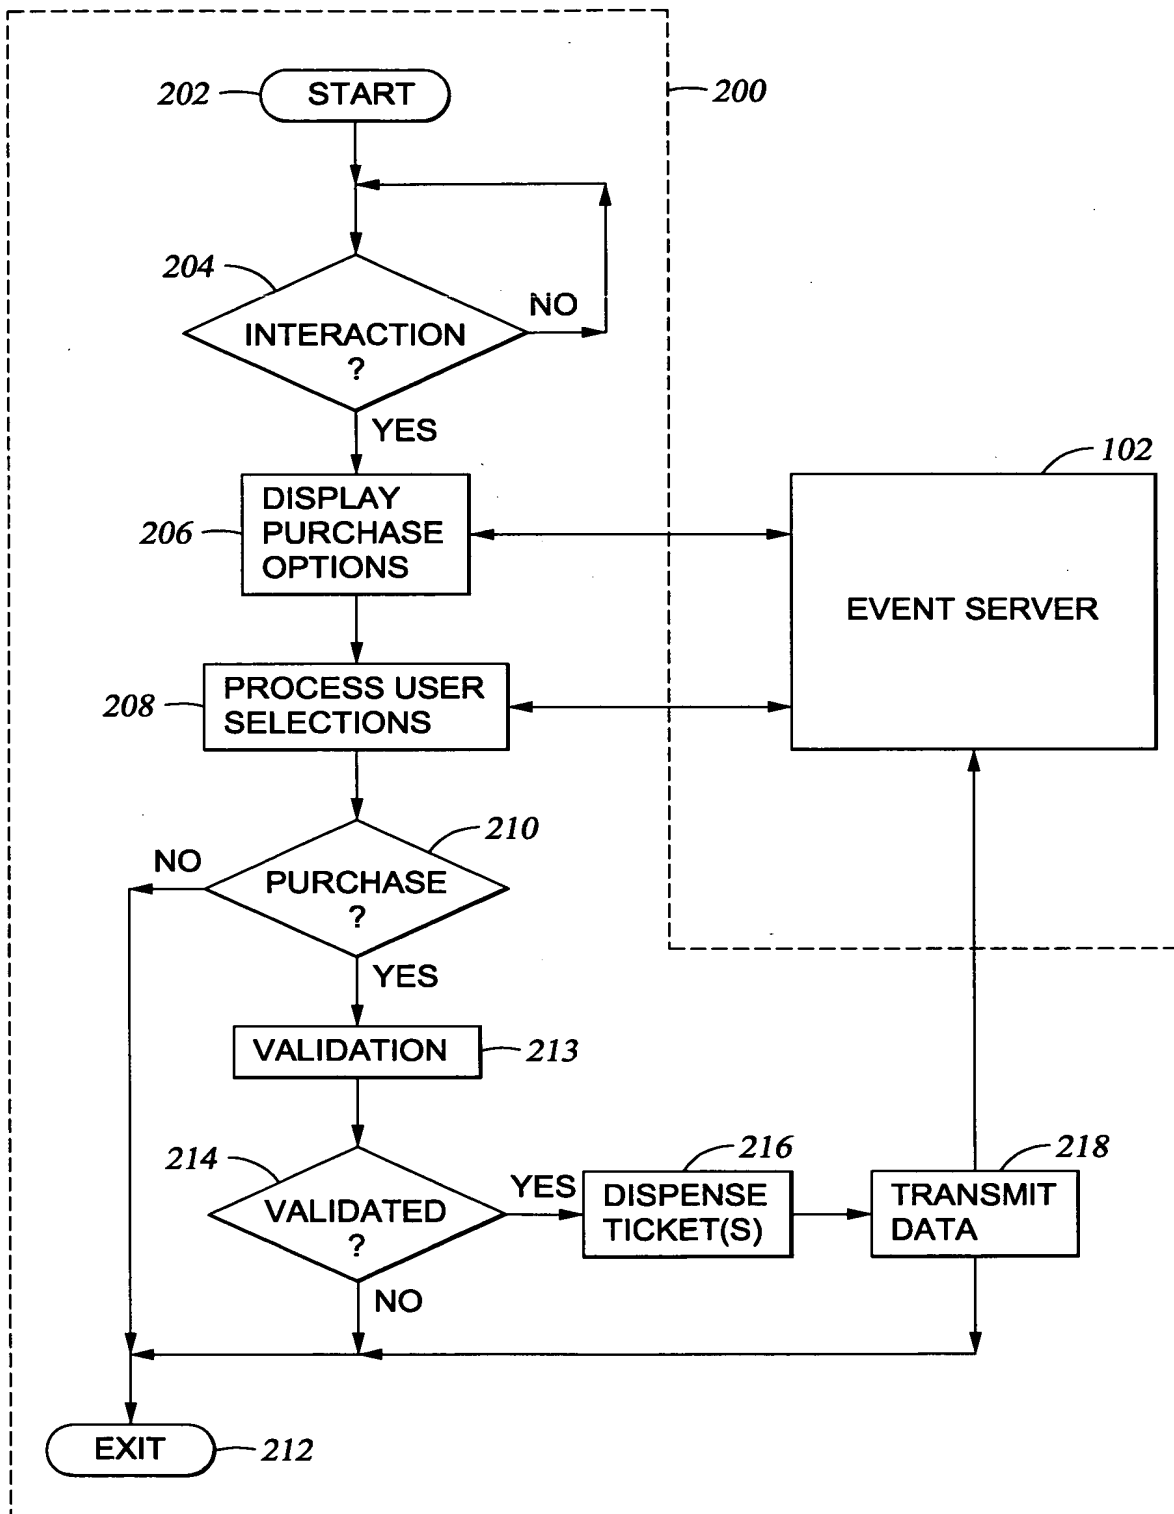 202
START
200
204
NO
INTERACTION
?
YES
102
DISPLAY
PURCHASE
OPTIONS
206
EVENT SERVER
PROCESS USER
SELECTIONS
208
210
NO
PURCHASE
?
YES
VALIDATION
213
214
VALIDATED
?
YES
216
DISPENSE
TICKET(S)
218
TRANSMIT
DATA
NO
EXIT
212